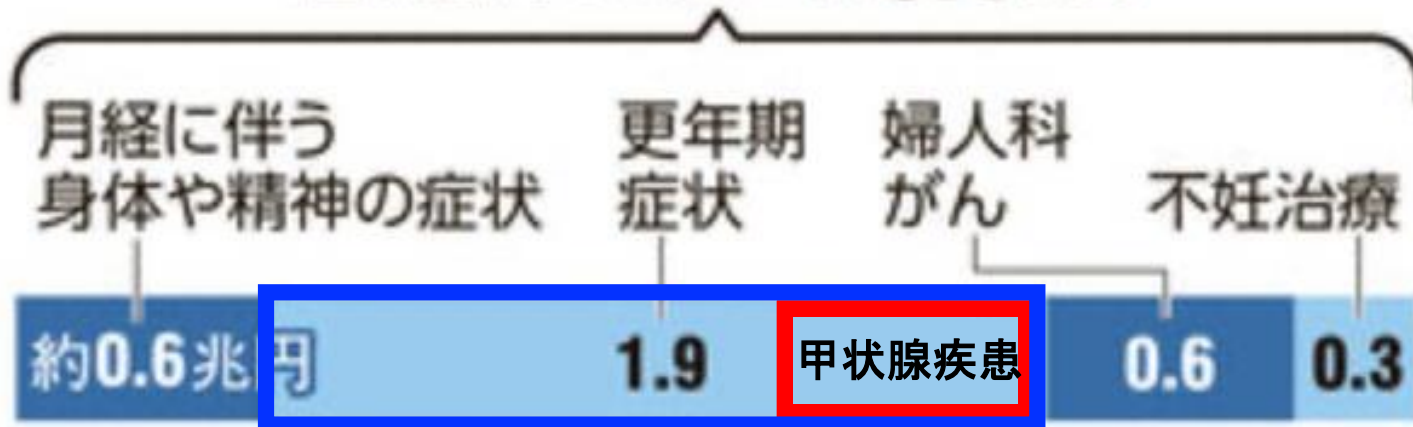 月経に伴う
身体や精神の症状
更年期
症状
婦人科
がん
不妊治療
約0.6兆円
1.9
甲状腺疾患
0.6
0.3